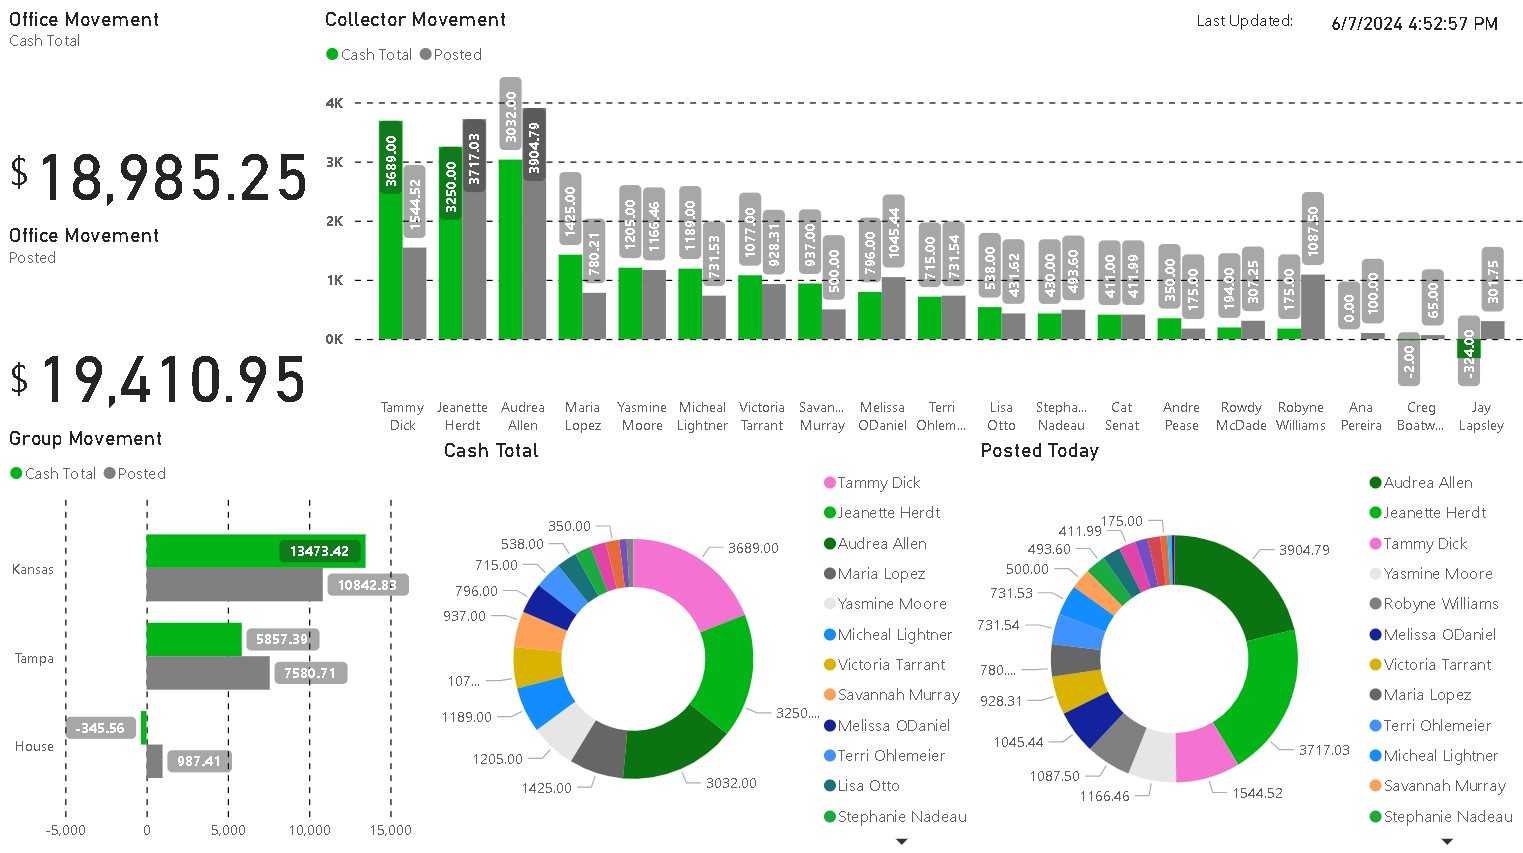 Office Movement
Cash Total
$ 18,985.25
Office Movement
Posted
$ 19,410.95
Collector Movement
Cash Total Posted
Last Updated: 6/7/2024 4:52:57 PM
4K
3K
2K
1K
0K
3689.00
1544.52
3250.00
3717.03
3032.00
3904.79
1425.00
780.21
1205.00
1166.46
1189.00
731.53
1077.00
928.31
937.00
500.00
796.00
1045.44
715.00
731.54
538.00
431.62
430.00
493.60
411.00
411.99
350.00
175.00
194.00
307.25
175.00
1087.50
0.00
100.00
-2.00
65.00
-324.00
301.75
Tammy Dick
Jeanette Herdt
Audrea Allen
Maria Lopez
Yasmine Moore
Micheal Lightner
Victoria Tarrant
Savan... Murray
Melissa ODaniel
Terri Ohlem...
Lisa Otto
Stepha... Nadeau
Cat Senat
Andre Pease
Rowdy McDade
Robyne Williams
Ana Pereira
Creg Boatw...
Jay Lapsley
Group Movement
Cash Total Posted
Kansas
13473.42
10842.83
Tampa
5857.39
7580.71
House
-345.56
987.41
-5,000 0 5,000 10,000 15,000
Cash Total
350.00
538.00
715.00
796.00
937.00
107...
1189.00
1205.00
1425.00
3032.00
3250....
3689.00
Tammy Dick
Jeanette Herdt
Audrea Allen
Maria Lopez
Yasmine Moore
Micheal Lightner
Victoria Tarrant
Savannah Murray
Melissa ODaniel
Terri Ohlemeier
Lisa Otto
Stephanie Nadeau
Posted Today
175.00
411.99
493.60
500.00
731.53
731.54
780....
928.31
1045.44
1087.50
1166.46
1544.52
3717.03
3904.79
Audrea Allen
Jeanette Herdt
Tammy Dick
Yasmine Moore
Robyne Williams
Melissa ODaniel
Victoria Tarrant
Maria Lopez
Terri Ohlemeier
Micheal Lightner
Savannah Murray
Stephanie Nadeau